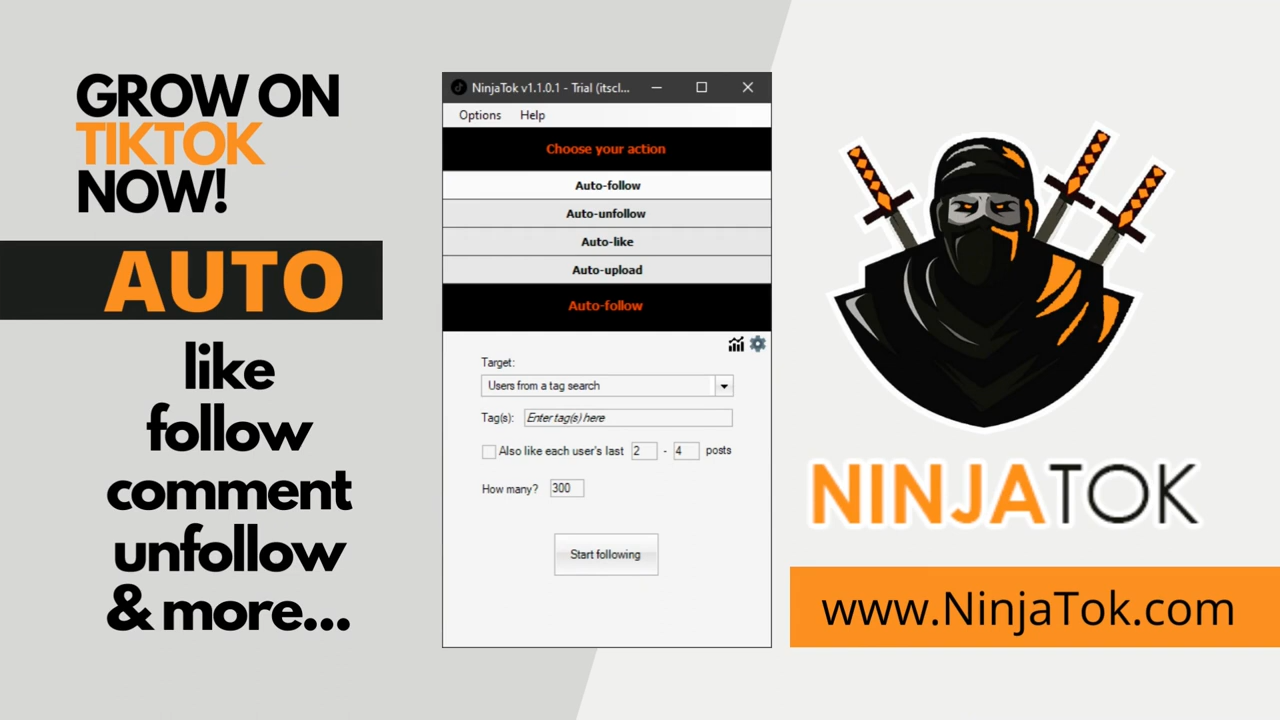 GROW ON
TIKTOK
NOW!
AUTO
like
follow
comment
unfollow
& more...
NinjaTok v1.1.0.1 - Trial (itscl...
Options Help
Choose your action
Auto-follow
Auto-unfollow
Auto-like
Auto-upload
Auto-follow
Target:
Users from a tag search
Tag(s): Enter tag(s) here
Also like each user's last 2 - 4 posts
How many? 300
Start following
NINJATOK
www.NinjaTok.com